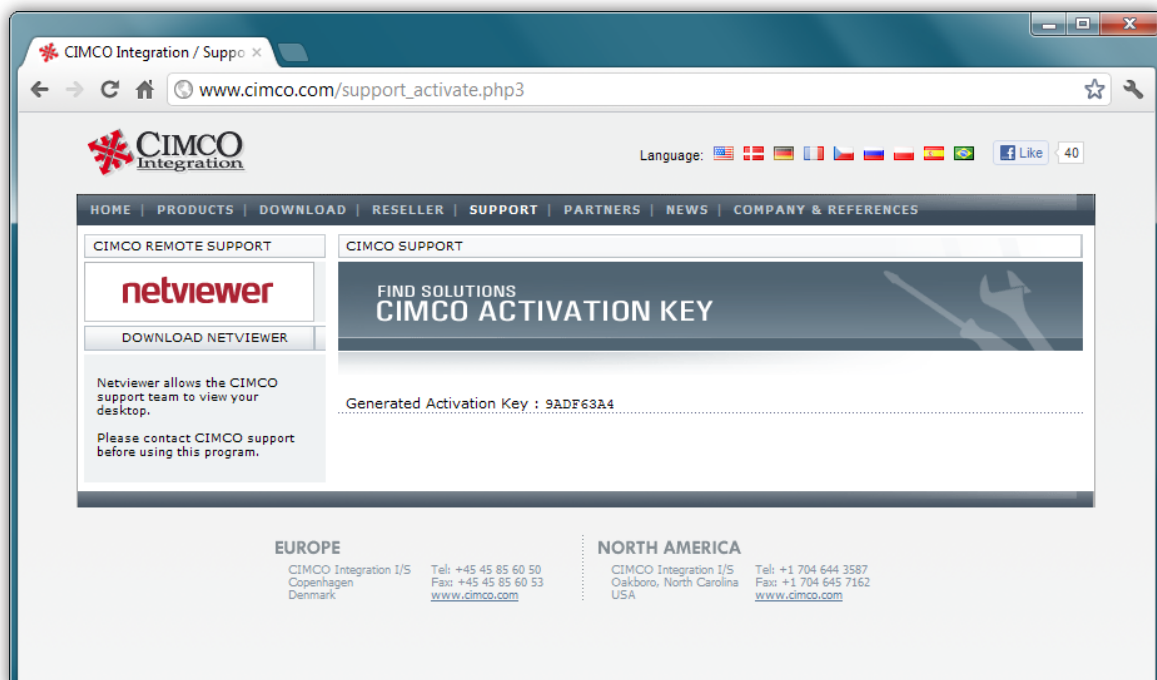 CIMCO Integration / Suppo
www.cimco.com/support_activate.php3
CIMCO
Integration
Language:
Like
40
HOME | PRODUCTS | DOWNLOAD | RESELLER | SUPPORT | PARTNERS | NEWS | COMPANY & REFERENCES
CIMCO REMOTE SUPPORT
netviewer
DOWNLOAD NETVIEWER
Netviewer allows the CIMCO
support team to view your
desktop.
Please contact CIMCO support
before using this program.
CIMCO SUPPORT
FIND SOLUTIONS
CIMCO ACTIVATION KEY
Generated Activation Key : 9ADF63A4
EUROPE
CIMCO Integration I/S
Copenhagen
Denmark
Tel: +45 45 85 60 50
Fax: +45 45 85 60 53
www.cimco.com
NORTH AMERICA
CIMCO Integration I/S
Oakboro, North Carolina
USA
Tel: +1 704 644 3587
Fax: +1 704 645 7162
www.cimco.com